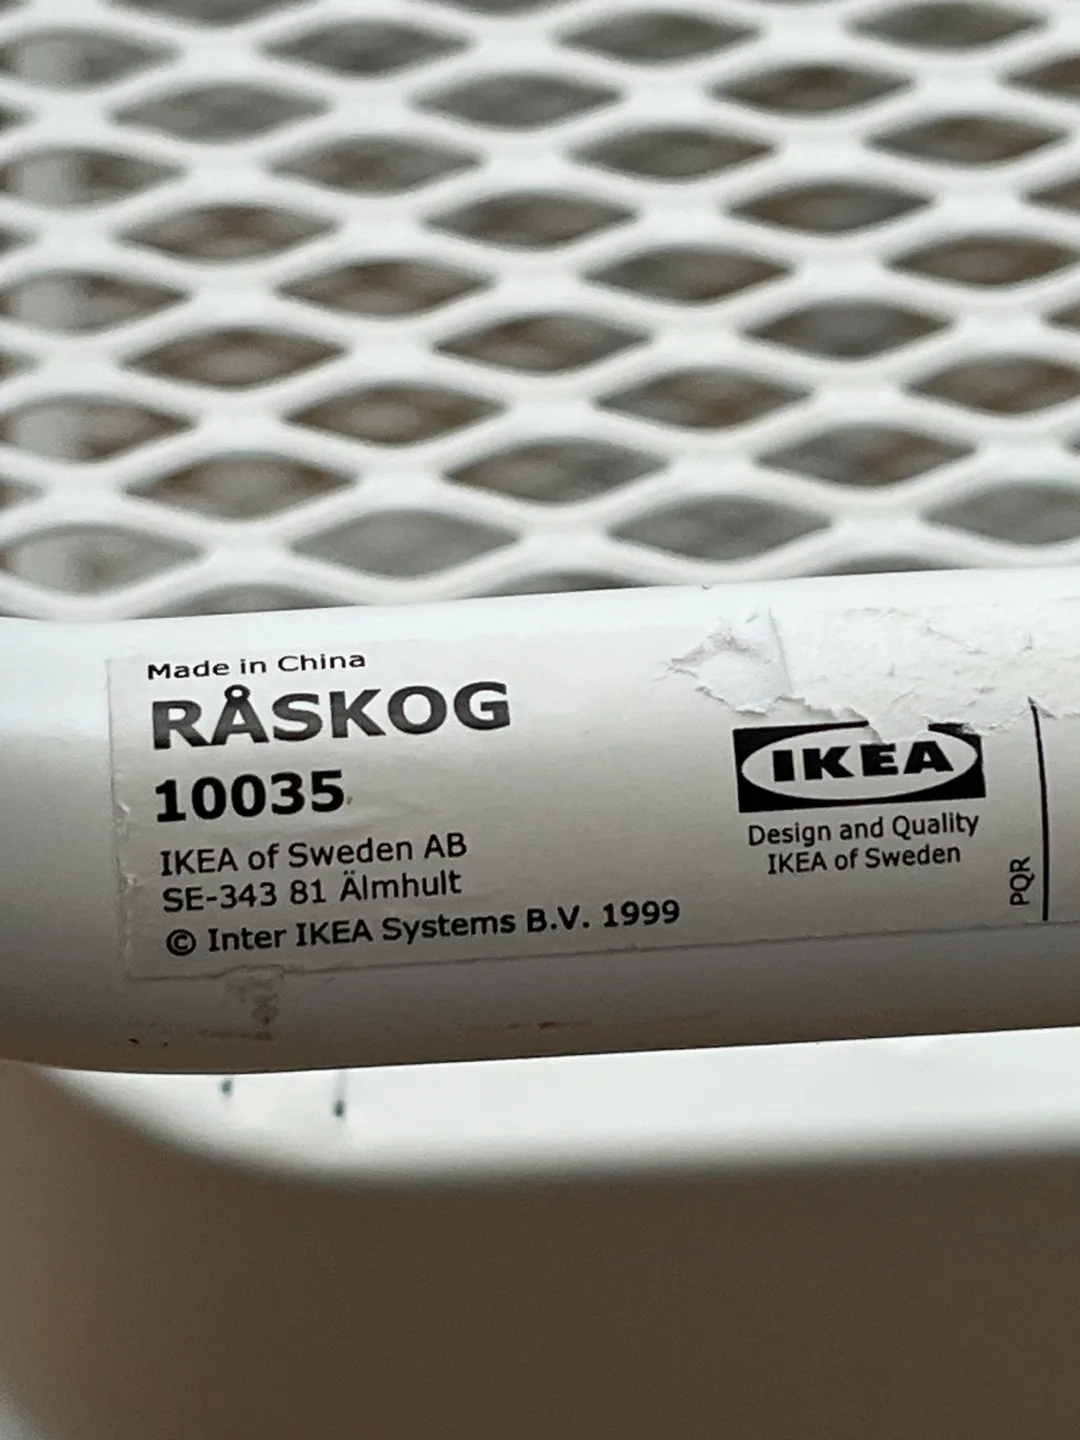 Made in China
RÅSKOG
10035
IKEA of Sweden AB
SE-343 81 Älmhult
© Inter IKEA Systems B.V. 1999
IKEA
Design and Quality
IKEA of Sweden
PQR